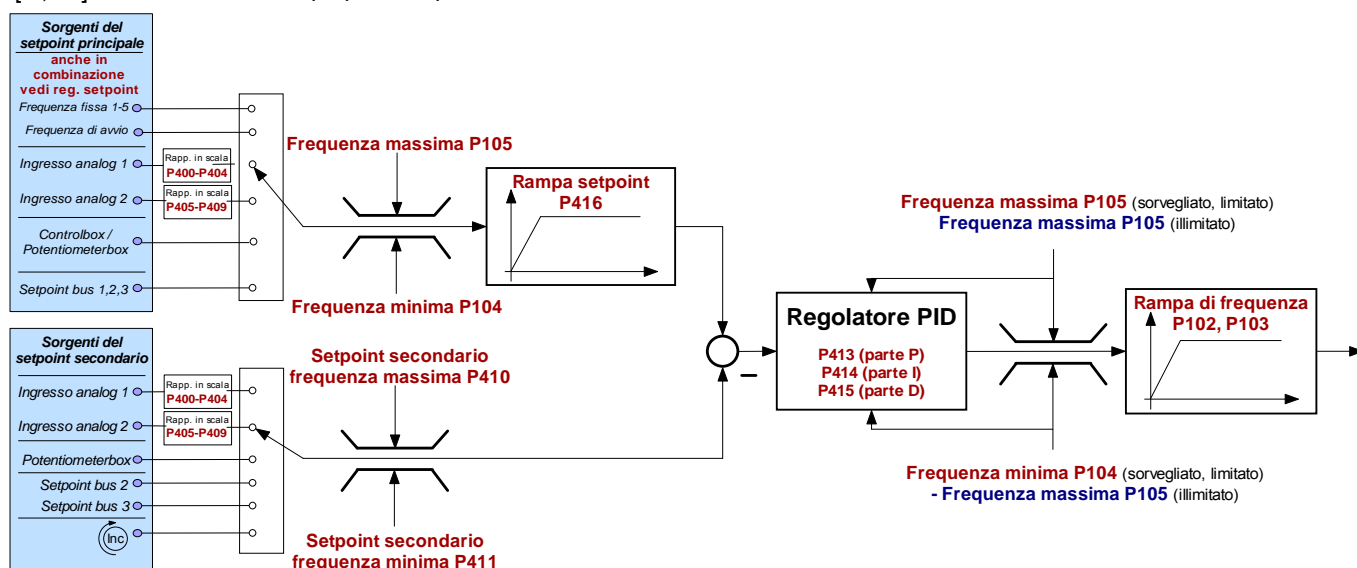 Sorgenti del
setpoint principale
anche in
combinazione
vedi reg. setpoint
Frequenza fissa 1-5
Frequenza di avvio
Ingresso analog 1
Rapp. in scala
P400-P404
Ingresso analog 2
Rapp. in scala
P405-P409
Controlbox /
Potentiometerbox
Setpoint bus 1,2,3
Frequenza massima P105
Frequenza minima P104
Rampa setpoint
P416
Sorgenti del
setpoint secondario
Ingresso analog 1
Rapp. in scala
P400-P404
Ingresso analog 2
Rapp. in scala
P405-P409
Potentiometerbox
Setpoint bus 2
Setpoint bus 3
Inc
Setpoint secondario
frequenza massima P410
Setpoint secondario
frequenza minima P411
–
Regolatore PID
P413 (parte P)
P414 (parte I)
P415 (parte D)
Frequenza massima P105 (sorvegliato, limitato)
Frequenza massima P105 (illimitato)
Frequenza minima P104 (sorvegliato, limitato)
- Frequenza massima P105 (illimitato)
Rampa di frequenza
P102, P103